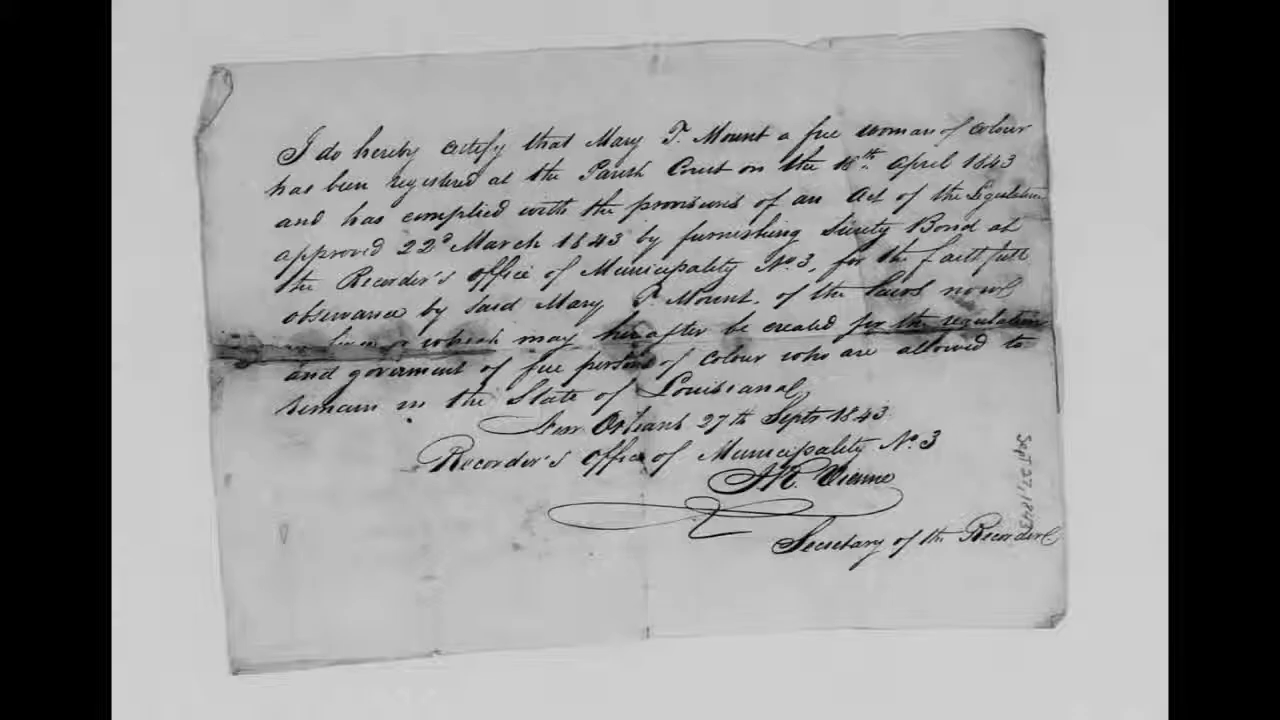 I do hereby certify that Mary T. Mount a free woman of colour
has been registered at the Parish Court on the 18th. April 1843
and has complied with the provisions of an Act of the Legislature
approved 22d March 1843 by furnishing Surety Bond at
the Recorder's office of Municipality No 3, for the faithfull
observance by said Mary T. Mount, of the laws now
or which may hereafter be created for the regulation
and goverment of free persons of colour who are allowed to
remain in the State of Louisiana
New Orleans 27th Septr 1843
Recorder's Office of Municipality No. 3
Vienne
Secretary of the Recorder
Sept 27, 1843